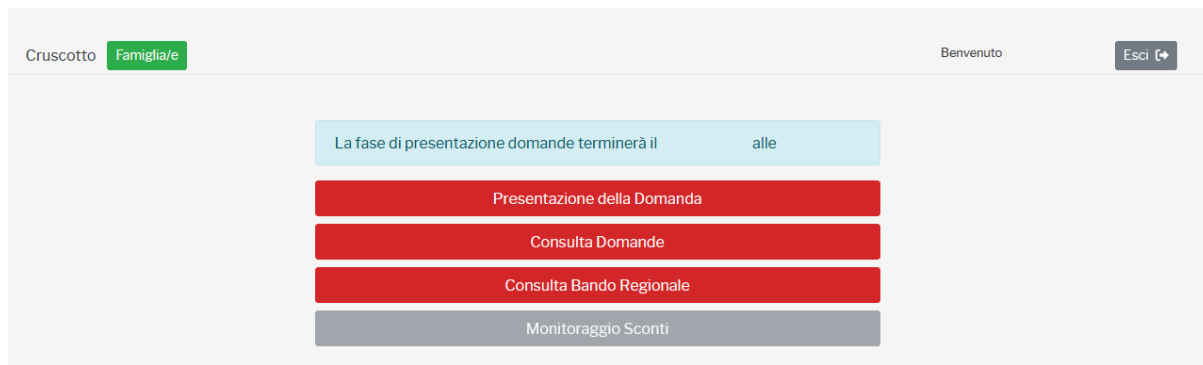 Cruscotto Famiglia/e Benvenuto Esci
La fase di presentazione domande terminerà il alle
Presentazione della Domanda
Consulta Domande
Consulta Bando Regionale
Monitoraggio Sconti